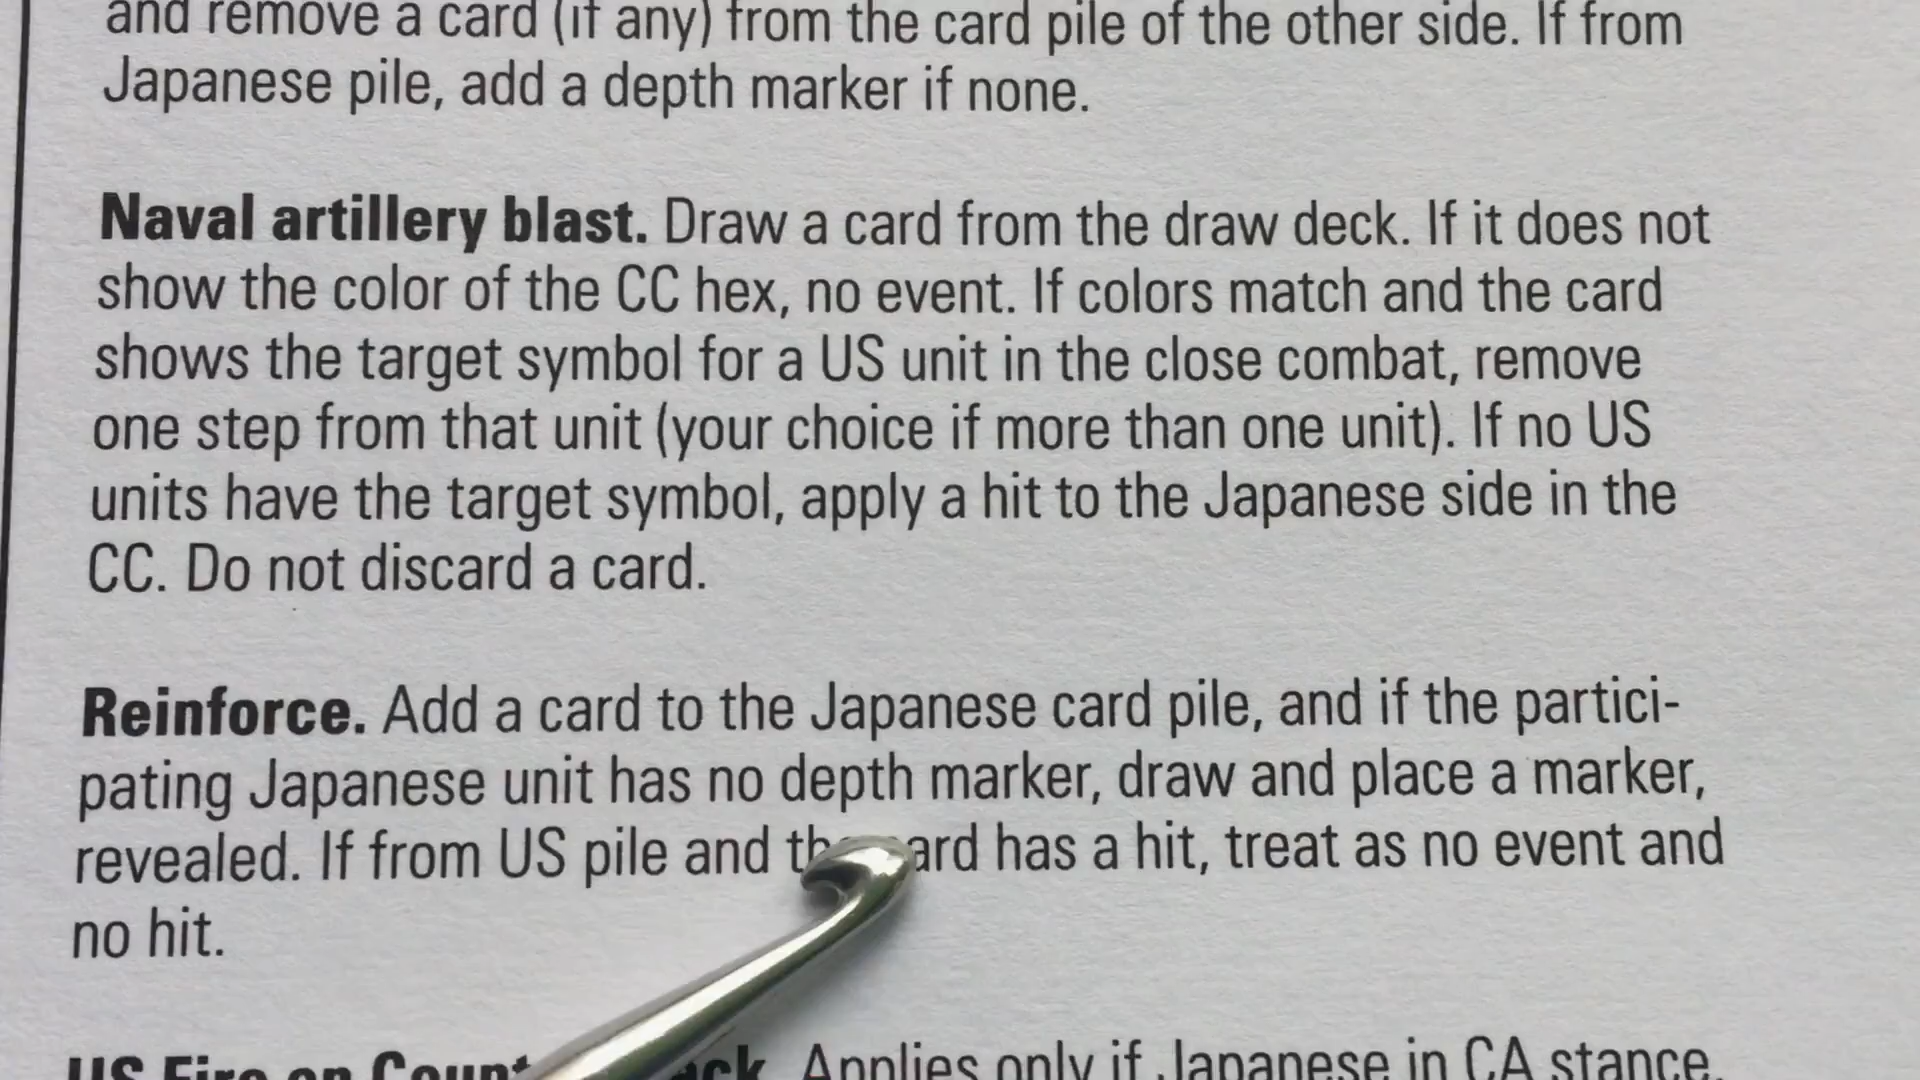 and remove a card (if any) from the card pile of the other side. If from
Japanese pile, add a depth marker if none.
Naval artillery blast. Draw a card from the draw deck. If it does not
show the color of the CC hex, no event. If colors match and the card
shows the target symbol for a US unit in the close combat, remove
one step from that unit (your choice if more than one unit). If no US
units have the target symbol, apply a hit to the Japanese side in the
CC. Do not discard a card.
Reinforce. Add a card to the Japanese card pile, and if the partici-
pating Japanese unit has no depth marker, draw and place a marker,
revealed. If from US pile and has a hit, treat as no event and
no hit.
US Fire on Applies only if Japanese in CA stance.